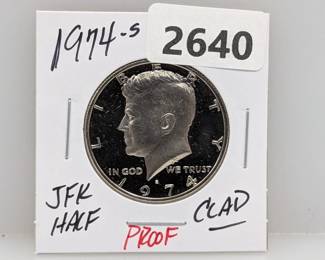 1974-S
2640
LIBERTY
IN GOD WE TRUST
S
1974
JFK
HALF
PROOF
CLAD